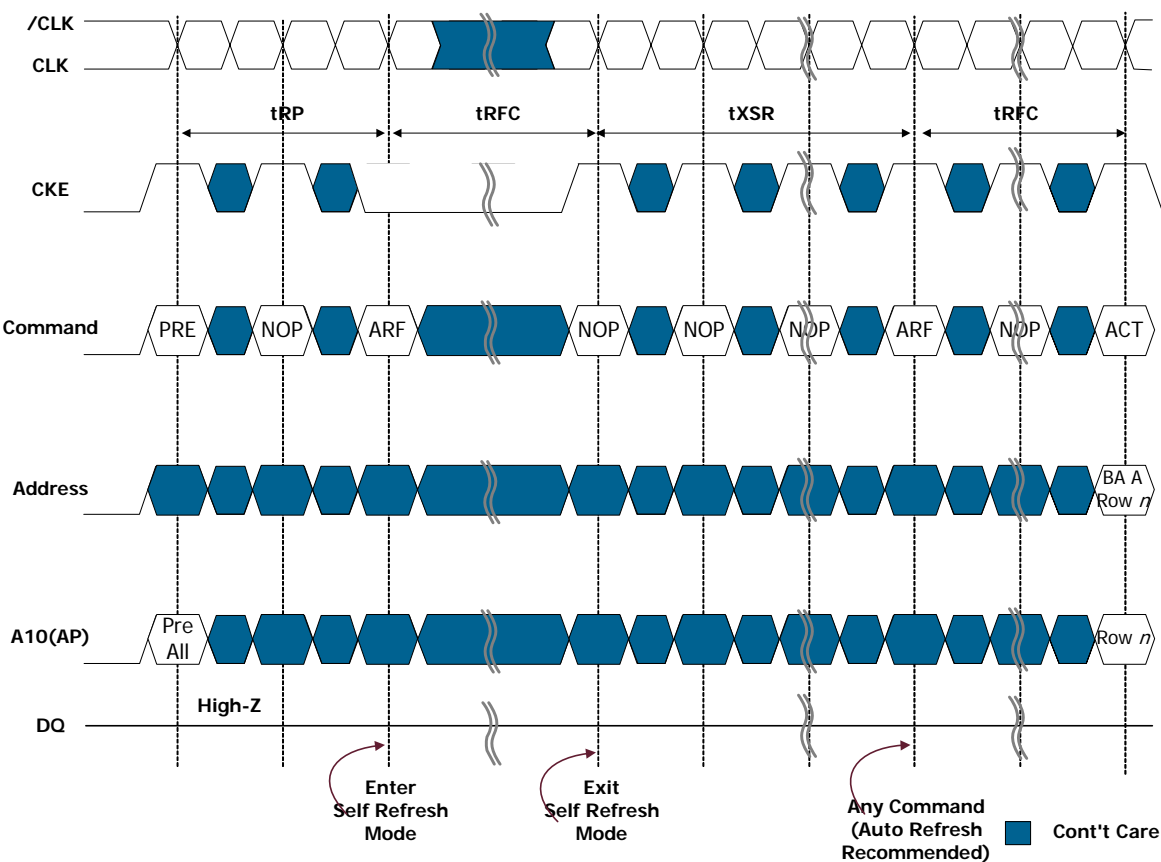 /CLK
CLK
tRP tRFC tXSR tRFC
CKE
Command PRE NOP ARF NOP NOP NOP ARF NOP ACT
Address BA A
Row n
A10(AP) Pre
All Row n
High-Z
DQ
Enter
Self Refresh
Mode
Exit
Self Refresh
Mode
Any Command
(Auto Refresh
Recommended)
Cont't Care